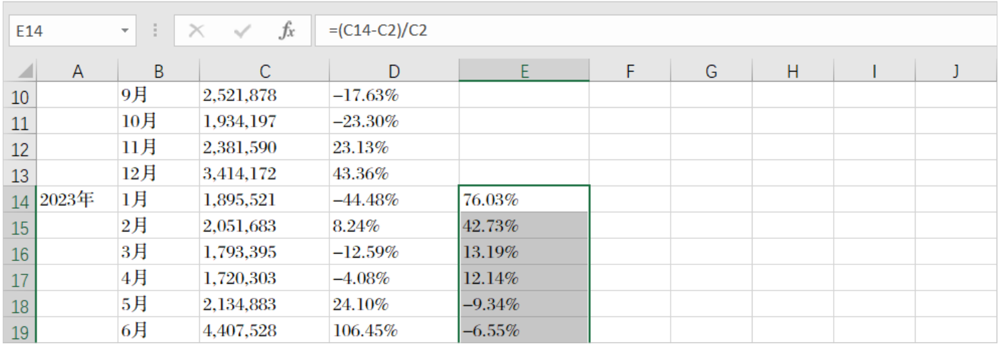 E14 fx =(C14-C2)/C2
A B C D E F G H I J
10 9月 2,521,878 –17.63%
11 10月 1,934,197 –23.30%
12 11月 2,381,590 23.13%
13 12月 3,414,172 43.36%
14 2023年 1月 1,895,521 –44.48% 76.03%
15 2月 2,051,683 8.24% 42.73%
16 3月 1,793,395 –12.59% 13.19%
17 4月 1,720,303 –4.08% 12.14%
18 5月 2,134,883 24.10% –9.34%
19 6月 4,407,528 106.45% –6.55%